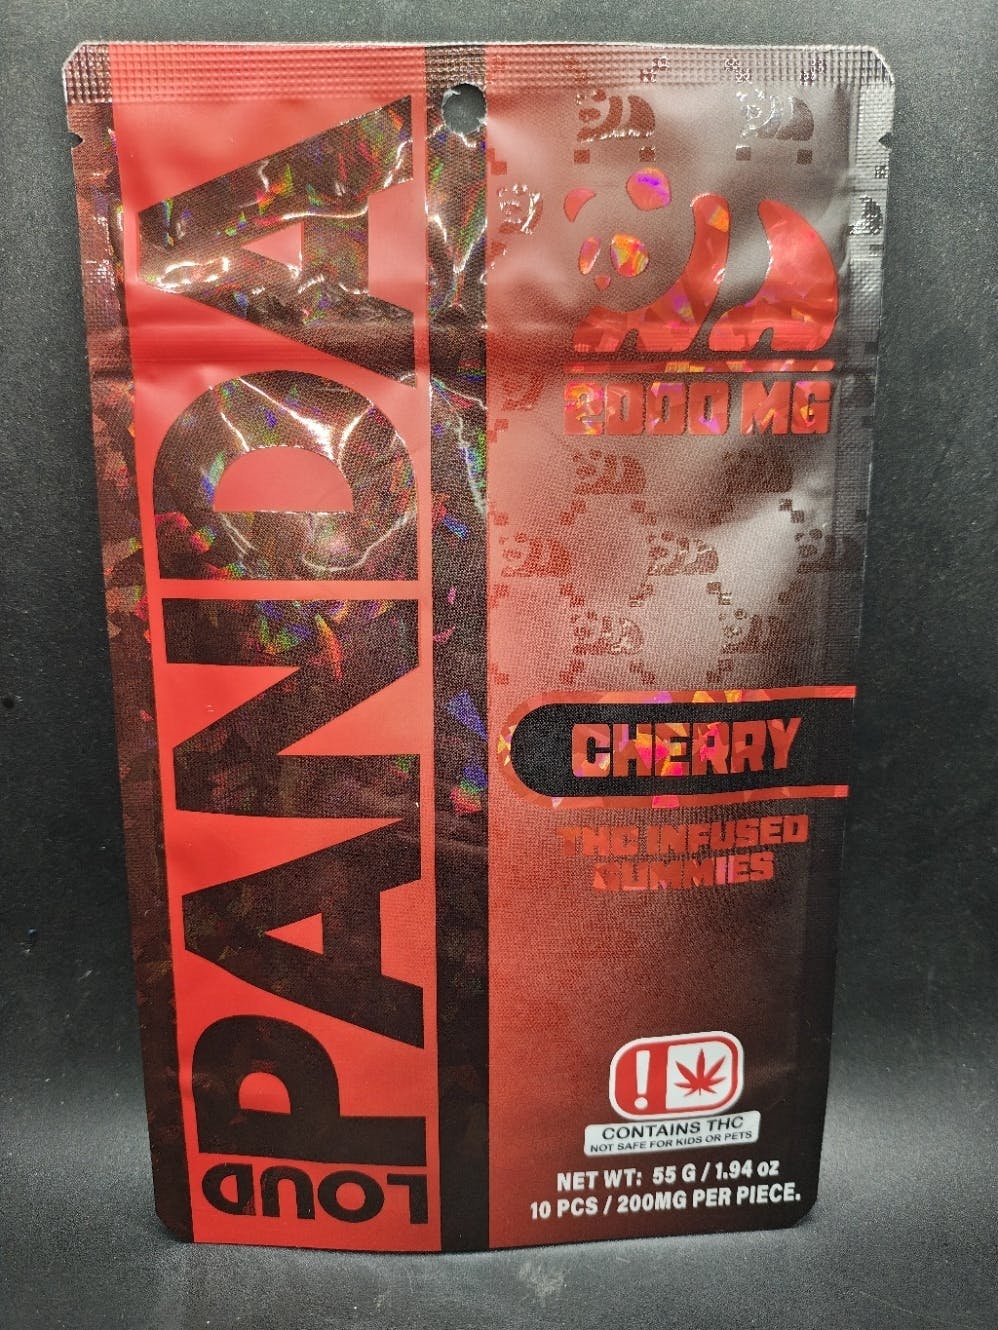 PANDA
LOUD
2000 MG
CHERRY
THC INFUSED
GUMMIES
!
CONTAINS THC
NOT SAFE FOR KIDS OR PETS
NET WT: 55 G / 1.94 oz
10 PCS / 200MG PER PIECE.